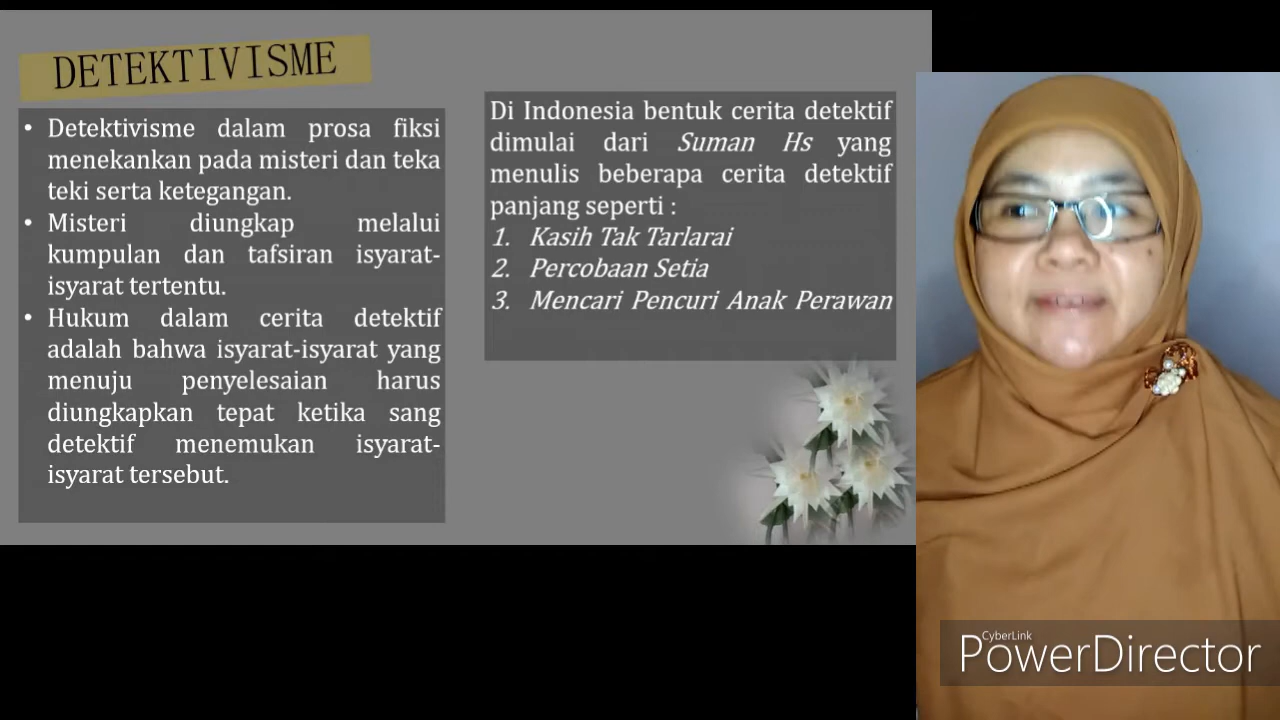 DETEKTIVISME
• Detektivisme dalam prosa fiksi
menekankan pada misteri dan teka
teki serta ketegangan.
• Misteri diungkap melalui
kumpulan dan tafsiran isyarat-
isyarat tertentu.
• Hukum dalam cerita detektif
adalah bahwa isyarat-isyarat yang
menuju penyelesaian harus
diungkapkan tepat ketika sang
detektif menemukan isyarat-
isyarat tersebut.
Di Indonesia bentuk cerita detektif
dimulai dari Suman Hs yang
menulis beberapa cerita detektif
panjang seperti :
1. Kasih Tak Tarlarai
2. Percobaan Setia
3. Mencari Pencuri Anak Perawan
CyberLink
PowerDirector